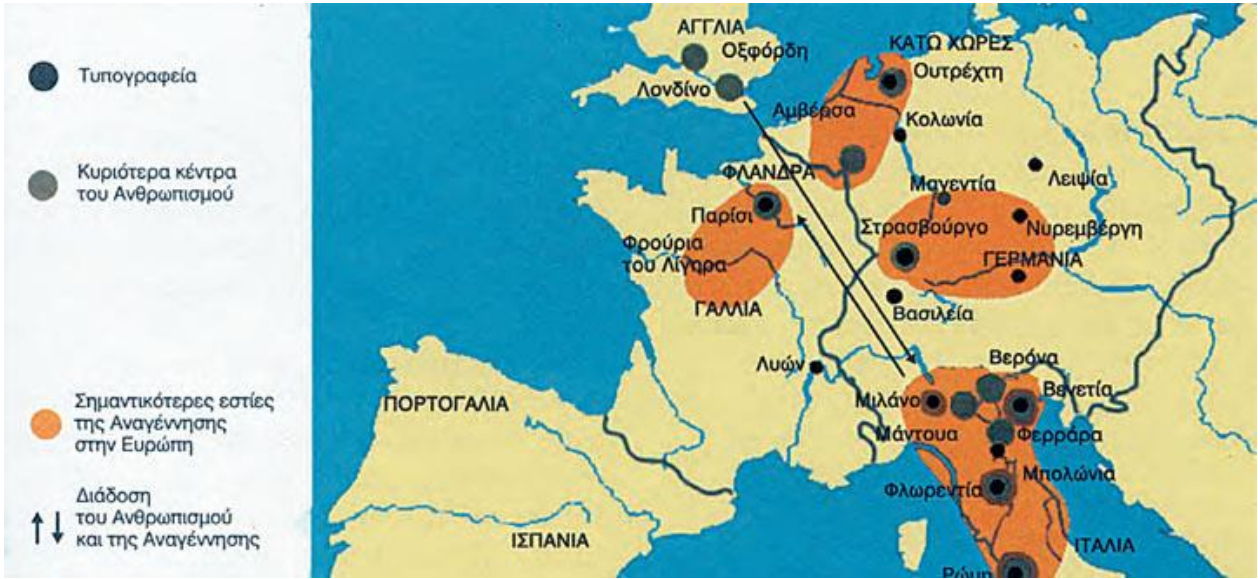 Τυπογραφεία
Κυριότερα κέντρα
του Ανθρωπισμού
Σημαντικότερες εστίες
της Αναγέννησης
στην Ευρώπη
Διάδοση
του Ανθρωπισμού
και της Αναγέννησης
ΑΓΓΛΙΑ
Οξφόρδη
Λονδίνο
ΚΑΤΩ ΧΩΡΕΣ
Ουτρέχτη
Αμβέρσα
Κολωνία
ΦΛΑΝΔΡΑ
Μαγεντία
Λειψία
Παρίσι
Στρασβούργο
Νυρεμβέργη
Φρούρια
του Λίγηρα
ΓΕΡΜΑΝΙΑ
ΓΑΛΛΙΑ
Βασιλεία
Λυών
Βερόνα
ΠΟΡΤΟΓΑΛΙΑ
Μιλάνο
Βενετία
Μάντουα
Φερράρα
Μπολώνια
Φλωρεντία
ΙΣΠΑΝΙΑ
ΙΤΑΛΙΑ
Ρώμη